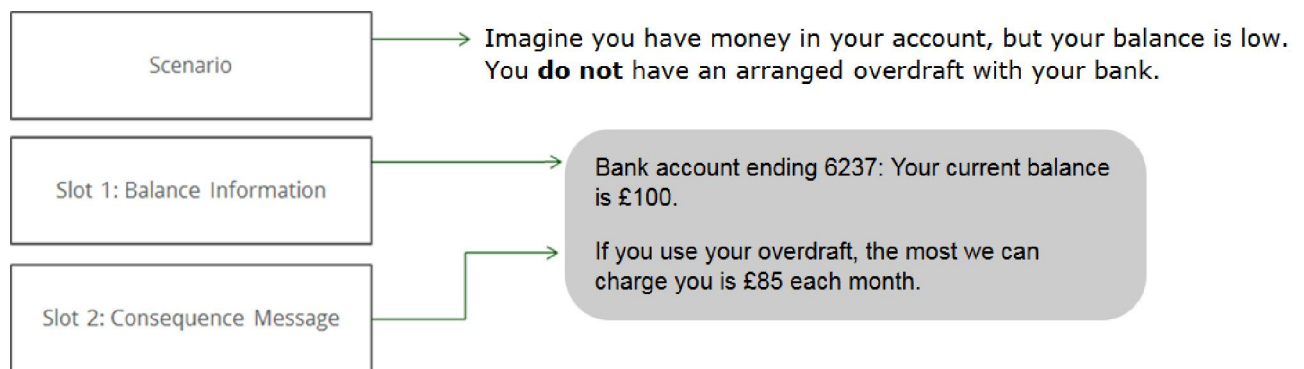 Scenario
Imagine you have money in your account, but your balance is low.
You do not have an arranged overdraft with your bank.
Slot 1: Balance Information
Bank account ending 6237: Your current balance
is £100.
Slot 2: Consequence Message
If you use your overdraft, the most we can
charge you is £85 each month.